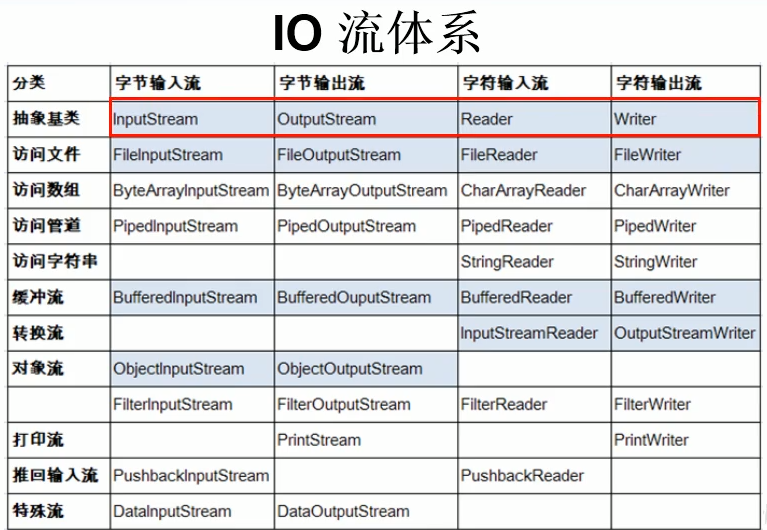 IO 流体系
分类 字节输入流 字节输出流 字符输入流 字符输出流
抽象基类 InputStream OutputStream Reader Writer
访问文件 FileInputStream FileOutputStream FileReader FileWriter
访问数组 ByteArrayInputStream ByteArrayOutputStream CharArrayReader CharArrayWriter
访问管道 PipedInputStream PipedOutputStream PipedReader PipedWriter
访问字符串 StringReader StringWriter
缓冲流 BufferedInputStream BufferedOuputStream BufferedReader BufferedWriter
转换流 InputStreamReader OutputStreamWriter
对象流 ObjectInputStream ObjectOutputStream
FilterInputStream FilterOutputStream FilterReader FilterWriter
打印流 PrintStream PrintWriter
推回输入流 PushbackInputStream PushbackReader
特殊流 DataInputStream DataOutputStream